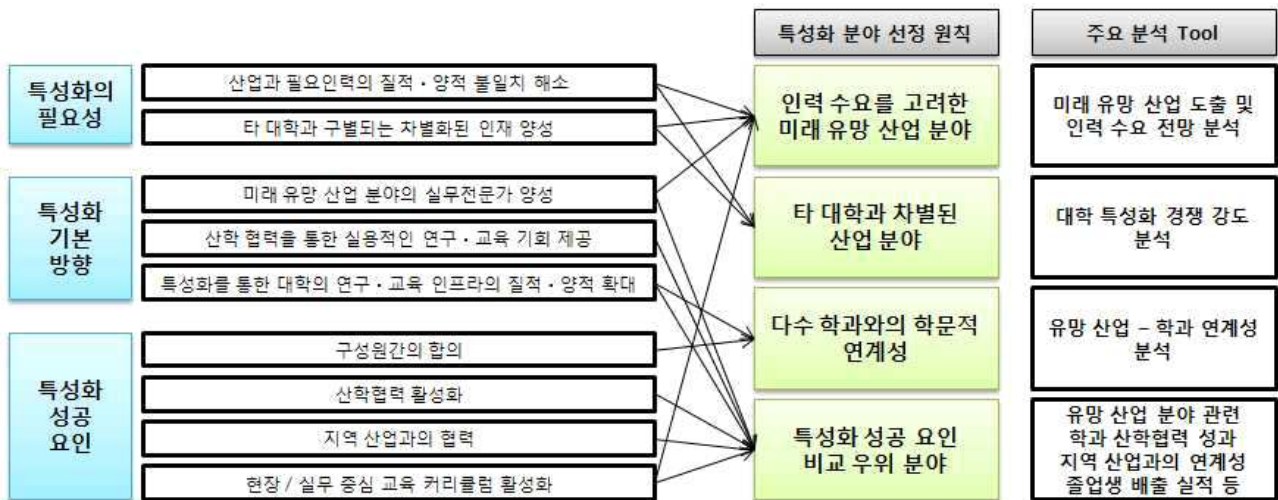 특성화 분야 선정 원칙
주요 분석 Tool
특성화의
필요성
산업과 필요인력의 질적·양적 불일치 해소
타 대학과 구별되는 차별화된 인재 양성
인력 수요를 고려한
미래 유망 산업 분야
미래 유망 산업 도출 및
인력 수요 전망 분석
특성화
기본
방향
미래 유망 산업 분야의 실무전문가 양성
산학 협력을 통한 실용적인 연구·교육 기회 제공
특성화를 통한 대학의 연구·교육 인프라의 질적·양적 확대
타 대학과 차별된
산업 분야
대학 특성화 경쟁 강도
분석
다수 학과와의 학문적
연계성
유망 산업 – 학과 연계성
분석
특성화
성공
요인
구성원간의 합의
산학협력 활성화
지역 산업과의 협력
현장 / 실무 중심 교육 커리큘럼 활성화
특성화 성공 요인
비교 우위 분야
유망 산업 분야 관련
학과 산학협력 성과
지역 산업과의 연계성
졸업생 배출 실적 등